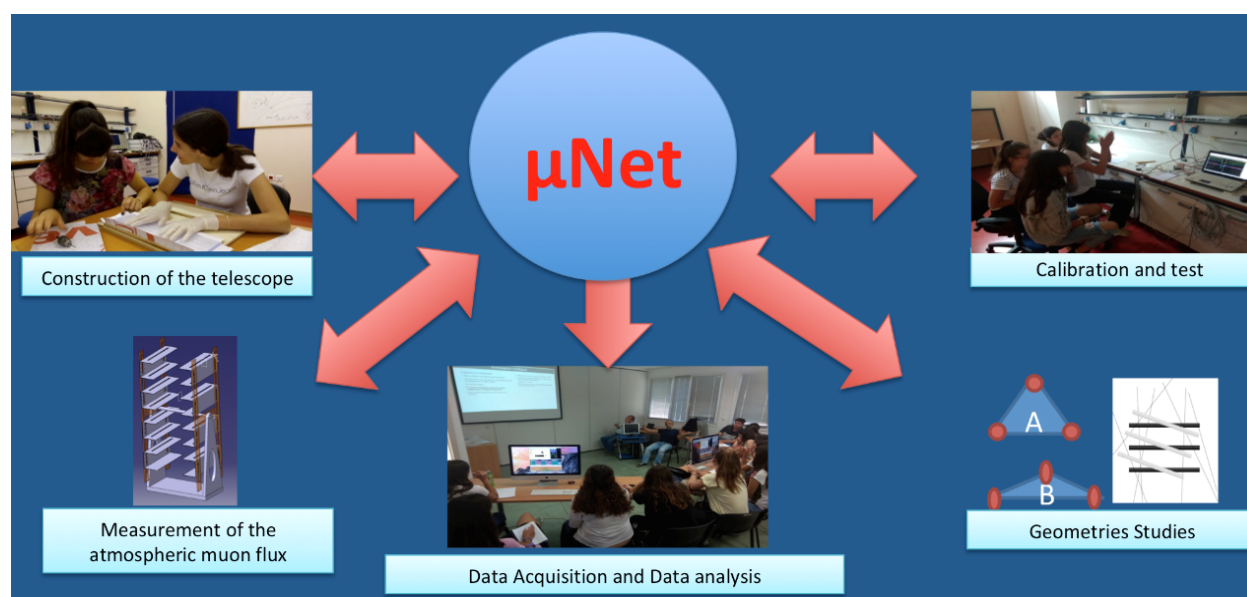 µNet
Construction of the telescope
Calibration and test
A
B
Measurement of the
atmospheric muon flux
Geometries Studies
Data Acquisition and Data analysis